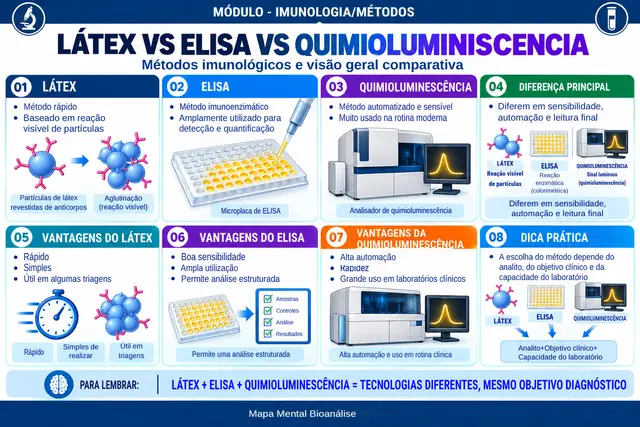 MÓDULO - IMUNOLOGIA/MÉTODOS
LÁTEX VS ELISA VS QUIMIOLUMINISCENCIA
Métodos imunológicos e visão geral comparativa
01 LÁTEX
• Método rápido
• Baseado em reação
visível de partículas
Partículas de látex
revestidas de anticorpos
Aglutinação
(reação visível)
02 ELISA
• Método imunoenzimático
• Amplamente utilizado para
detecção e quantificação
Microplaca de ELISA
03 QUIMIOLUMINESCÊNCIA
• Método automatizado e sensível
• Muito usado na rotina moderna
Analisador de quimioluminescência
04 DIFERENÇA PRINCIPAL
• Diferem em sensibilidade,
automação e leitura final
LÁTEX
Reação visível
de partículas
ELISA
Reação
enzimática
(colorimétrica)
QUIMIOLUMINESCÊNCIA
Sinal luminoso
(quimioluminescência)
Diferem em sensibilidade,
automação e leitura final
05 VANTAGENS DO LÁTEX
• Rápido
• Simples
• Útil em algumas triagens
Rápido
Simples de
realizar
Útil em
triagens
06 VANTAGENS DO ELISA
• Boa sensibilidade
• Ampla utilização
• Permite análise estruturada
Amostras
Controles
Análise
Resultados
Permite uma análise estruturada
07 VANTAGENS DA
QUIMIOLUMINESCÊNCIA
• Alta automação
• Rapidez
• Grande uso em laboratórios clínicos
Alta automação e uso em rotina clínica
08 DICA PRÁTICA
• A escolha do método depende do
analito, do objetivo clínico e da
capacidade do laboratório
LÁTEX
ELISA
QUIMIOLUMINESCÊNCIA
Analito+Objetivo clínico+
Capacidade do laboratório
PARA LEMBRAR:
LÁTEX + ELISA + QUIMIOLUMINESCÊNCIA = TECNOLOGIAS DIFERENTES, MESMO OBJETIVO DIAGNÓSTICO
Mapa Mental Bioanálise